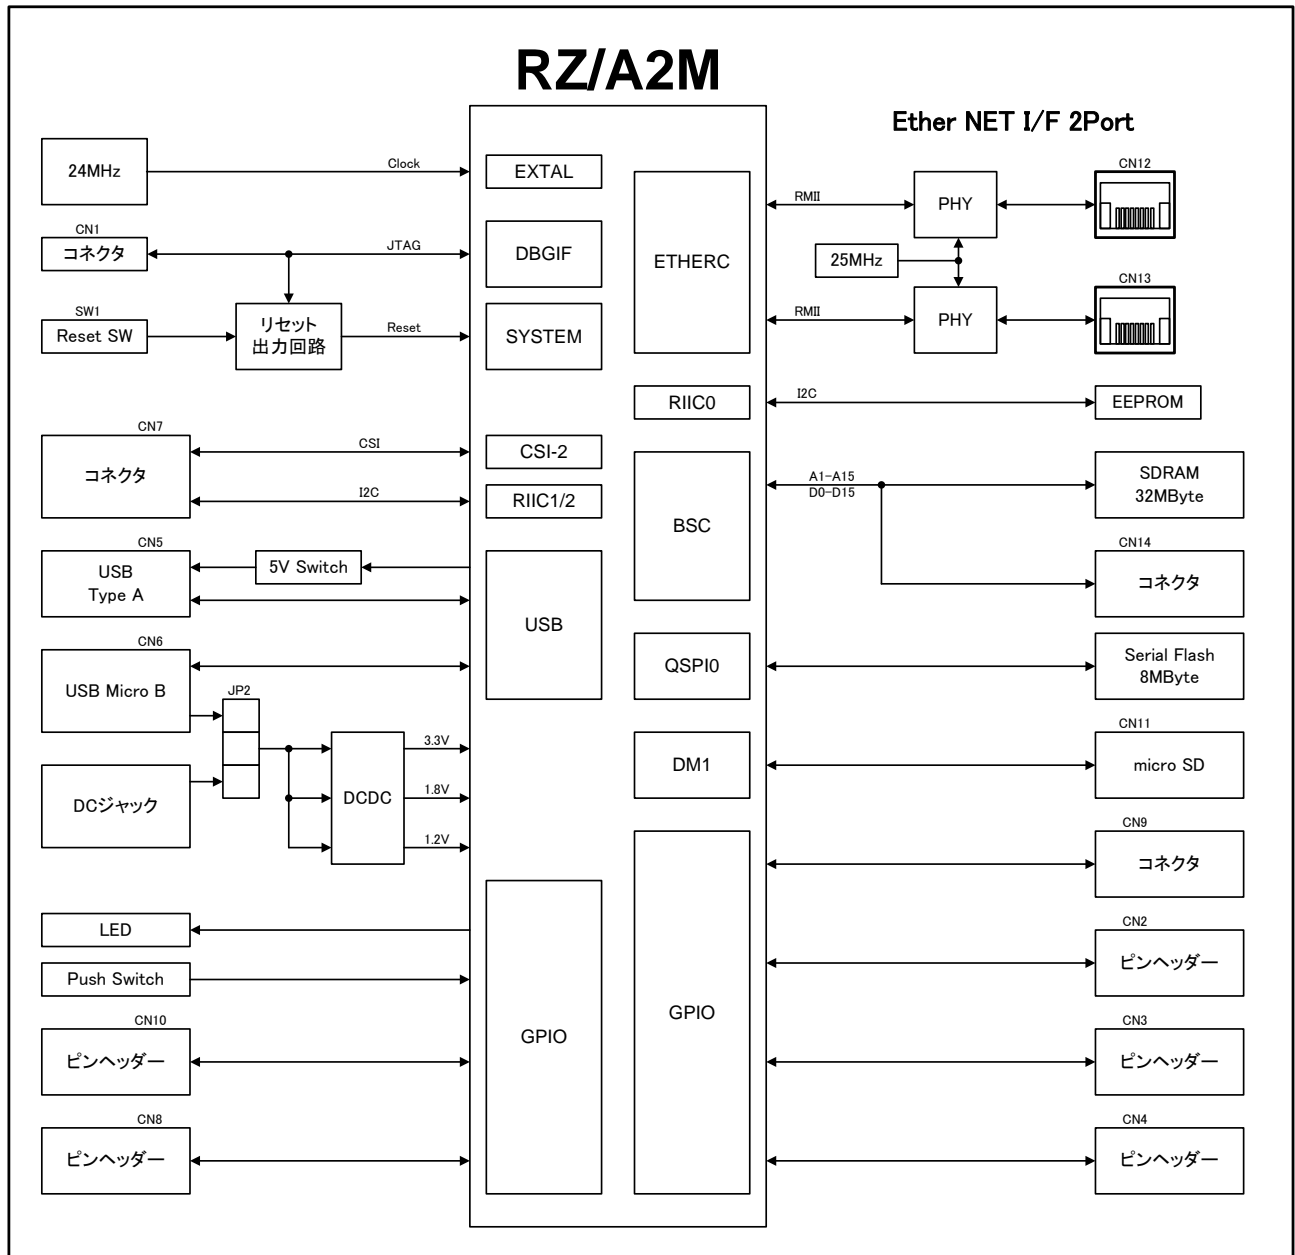 RZ/A2M
Ether NET I/F 2Port
24MHz
Clock
EXTAL
CN1
コネクタ
JTAG
DBGIF
SW1
Reset SW
リセット
出力回路
Reset
SYSTEM
CN7
コネクタ
CSI
CSI-2
I2C
RIIC1/2
CN5
USB
Type A
5V Switch
USB
CN6
USB Micro B
JP2
DCジャック
DCDC
3.3V
1.8V
1.2V
LED
Push Switch
CN10
ピンヘッダー
CN8
ピンヘッダー
GPIO
ETHERC
RMII
PHY
CN12
25MHz
RMII
PHY
CN13
RIIC0
I2C
EEPROM
BSC
A1-A15
D0-D15
SDRAM
32MByte
CN14
コネクタ
QSPI0
Serial Flash
8MByte
DM1
CN11
micro SD
GPIO
CN9
コネクタ
CN2
ピンヘッダー
CN3
ピンヘッダー
CN4
ピンヘッダー